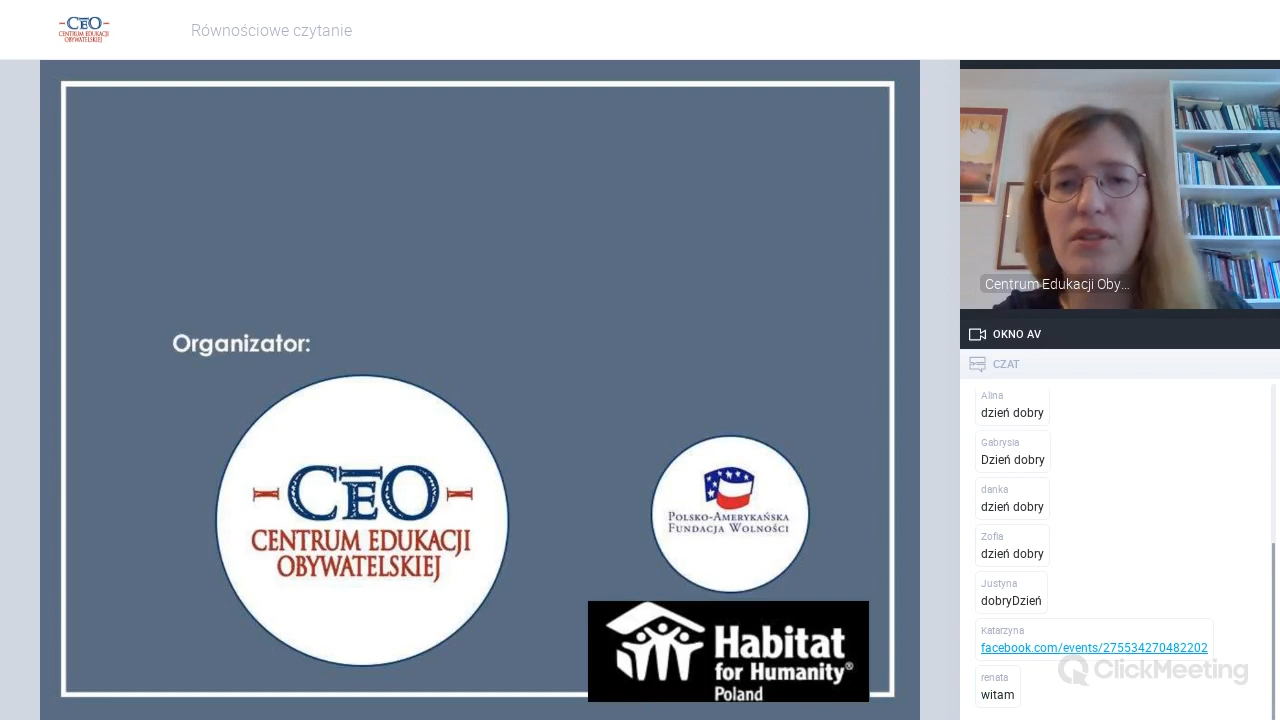 CEO
CENTRUM EDUKACJI
OBYWATELSKIEJ
Równościowe czytanie
Organizator:
CEO
CENTRUM EDUKACJI
OBYWATELSKIEJ
POLSKO-AMERYKAŃSKA
FUNDACJA WOLNOŚCI
Habitat
for Humanity®
Poland
Centrum Edukacji Oby...
OKNO AV
CZAT
Alina
dzień dobry
Gabrysia
Dzień dobry
danka
dzień dobry
Zofia
dzień dobry
Justyna
dobryDzień
Katarzyna
facebook.com/events/275534270482202
renata
witam
ClickMeeting